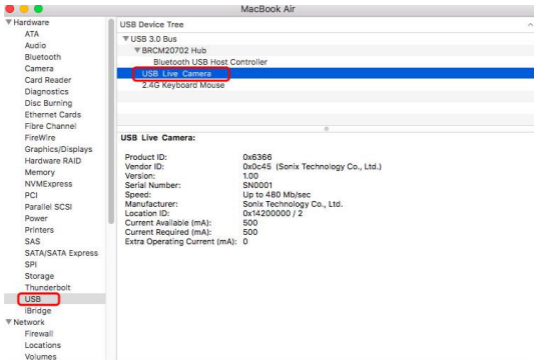 MacBook Air
Hardware
ATA
Audio
Bluetooth
Camera
Card Reader
Diagnostics
Disc Burning
Ethernet Cards
Fibre Channel
FireWire
Graphics/Displays
Hardware RAID
Memory
NVMExpress
PCI
Parallel SCSI
Power
Printers
SAS
SATA/SATA Express
SPI
Storage
Thunderbolt
USB
iBridge
Network
Firewall
Locations
Volumes
USB Device Tree
USB 3.0 Bus
BRCM20702 Hub
Bluetooth USB Host Controller
USB Live Camera
2.4G Keyboard Mouse
USB Live Camera:
Product ID: 0x6366
Vendor ID: 0x0c45 (Sonix Technology Co., Ltd.)
Version: 1.00
Serial Number: SN0001
Speed: Up to 480 Mb/sec
Manufacturer: Sonix Technology Co., Ltd.
Location ID: 0x14200000 / 2
Current Available (mA): 500
Current Required (mA): 500
Extra Operating Current (mA): 0